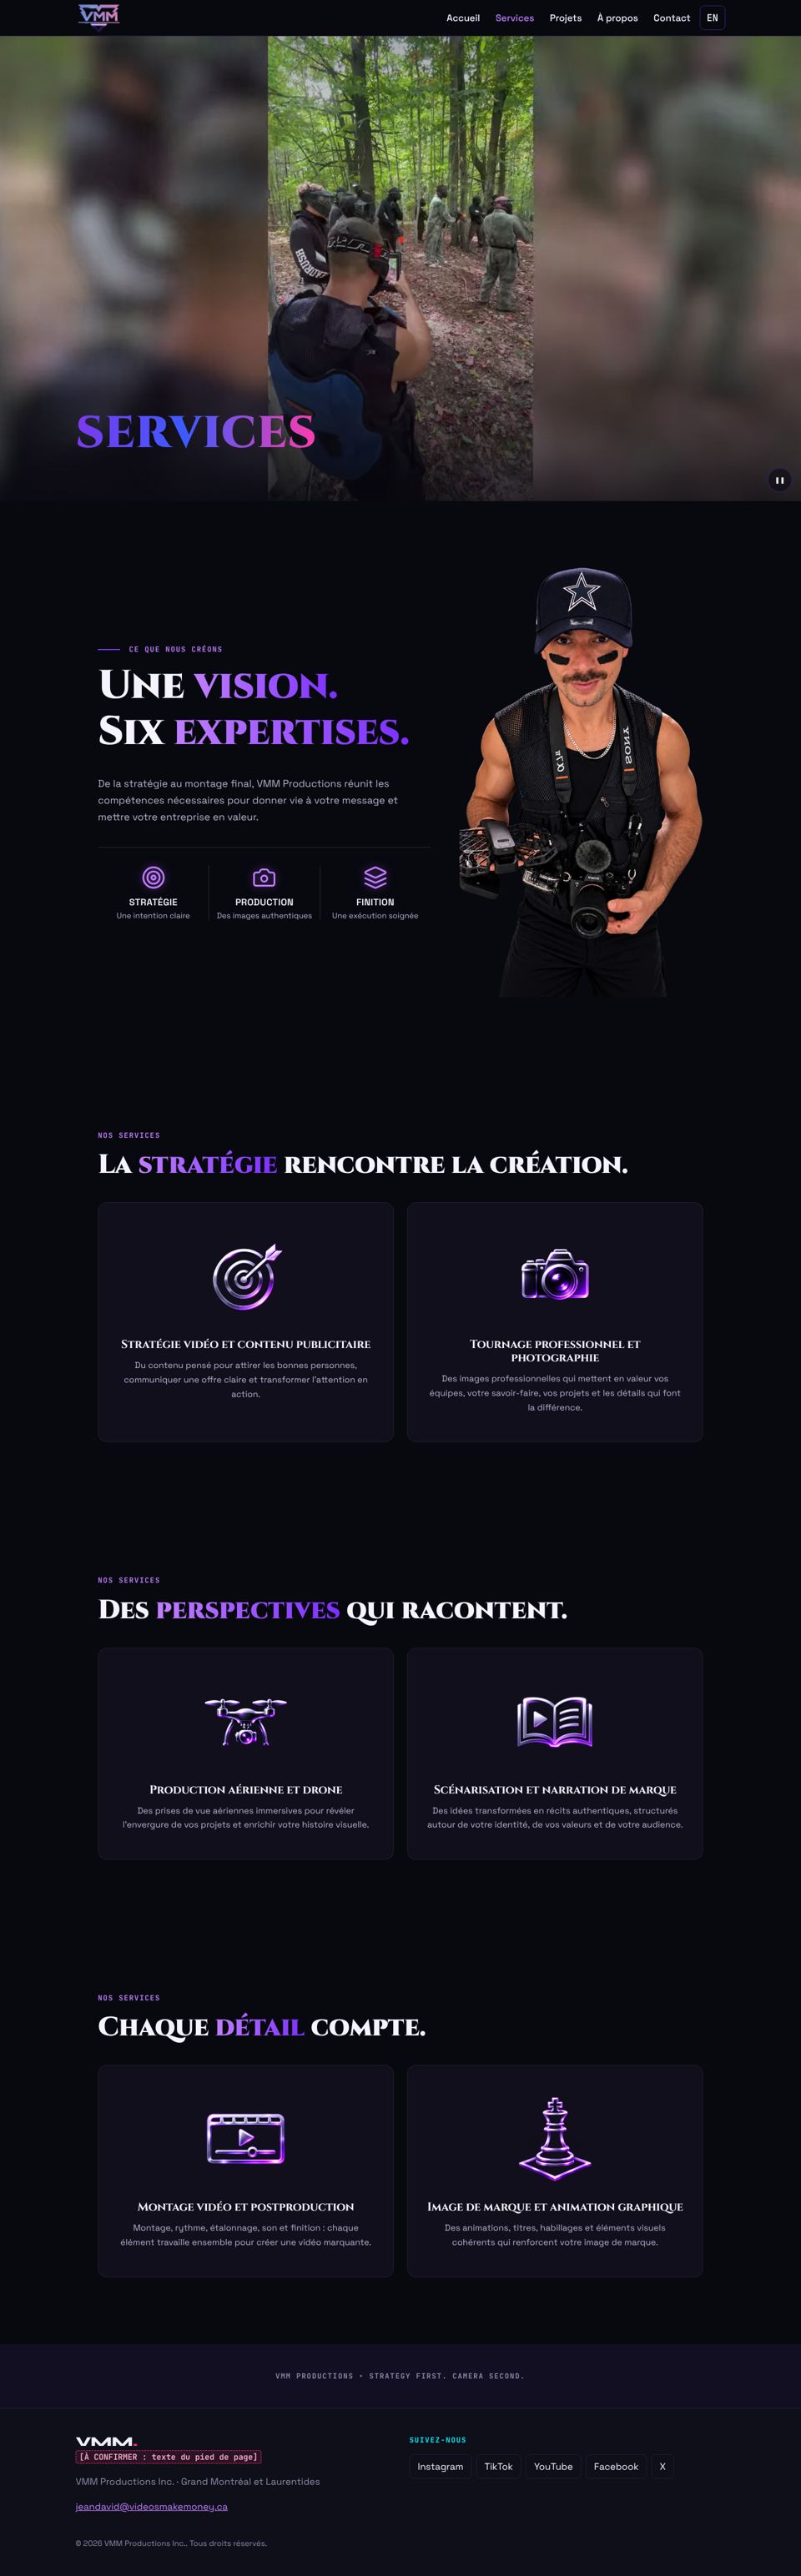 VMM
Accueil Services Projets À propos Contact EN
SERVICES
CE QUE NOUS CRÉONS
Une vision.
Six expertises.
De la stratégie au montage final, VMM Productions réunit les
compétences nécessaires pour donner vie à votre message et
mettre votre entreprise en valeur.
STRATÉGIE
Une intention claire
PRODUCTION
Des images authentiques
FINITION
Une exécution soignée
SONY
α7ⅳ
NOS SERVICES
La stratégie rencontre la création.
Stratégie vidéo et contenu publicitaire
Du contenu pensé pour attirer les bonnes personnes,
communiquer une offre claire et transformer l'attention en
action.
Tournage professionnel et
photographie
Des images professionnelles qui mettent en valeur vos
équipes, votre savoir-faire, vos projets et les détails qui font
la différence.
NOS SERVICES
Des perspectives qui racontent.
Production aérienne et drone
Des prises de vue aériennes immersives pour révéler
l'envergure de vos projets et enrichir votre histoire visuelle.
Scénarisation et narration de marque
Des idées transformées en récits authentiques, structurés
autour de votre identité, de vos valeurs et de votre audience.
NOS SERVICES
Chaque détail compte.
Montage vidéo et postproduction
Montage, rythme, étalonnage, son et finition : chaque
élément travaille ensemble pour créer une vidéo marquante.
Image de marque et animation graphique
Des animations, titres, habillages et éléments visuels
cohérents qui renforcent votre image de marque.
VMM PRODUCTIONS • STRATEGY FIRST. CAMERA SECOND.
VMM.
[À CONFIRMER : texte du pied de page]
VMM Productions Inc. · Grand Montréal et Laurentides
jeandavid@videosmakemoney.ca
SUIVEZ-NOUS
Instagram TikTok YouTube Facebook X
© 2026 VMM Productions Inc.. Tous droits réservés.